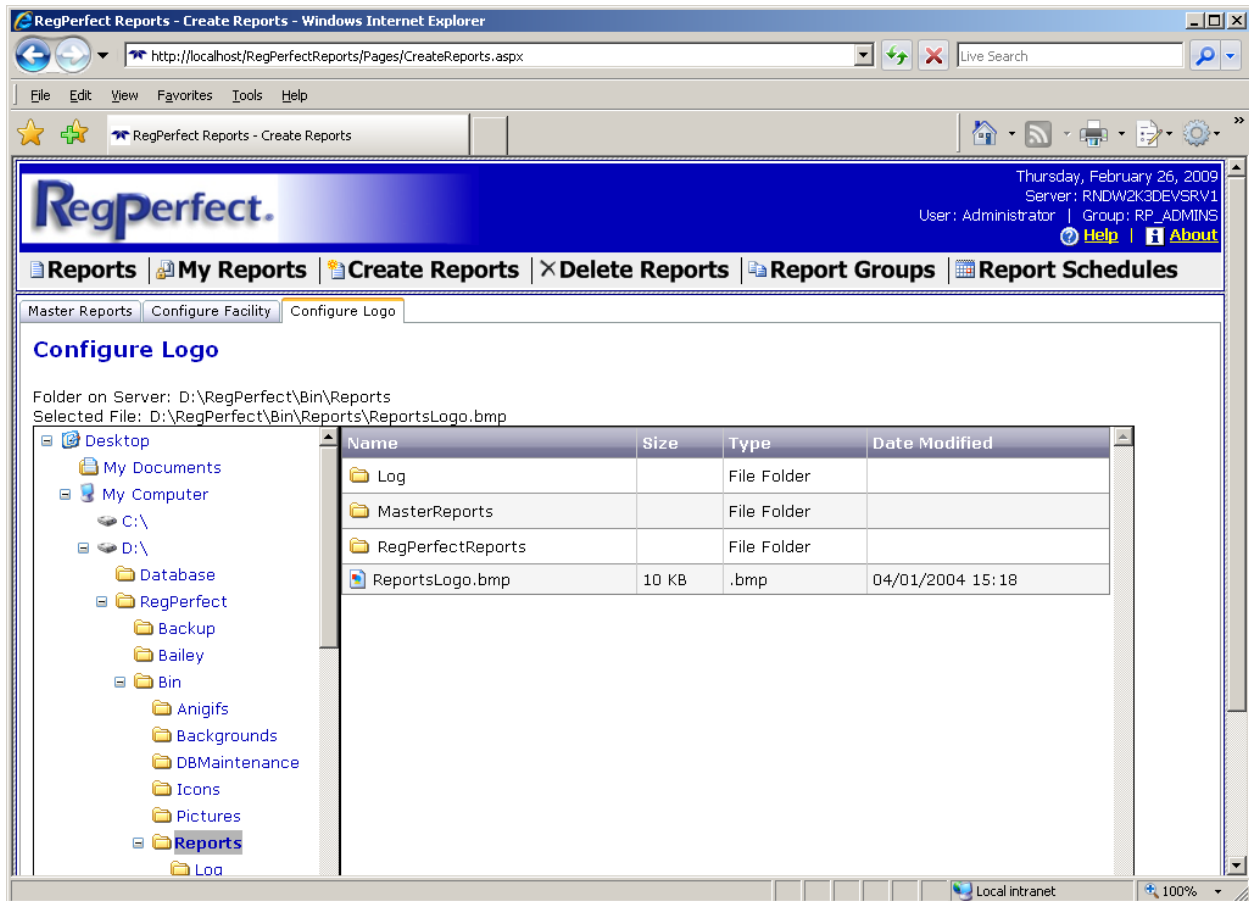 RegPerfect Reports - Create Reports - Windows Internet Explorer
http://localhost/RegPerfectReports/Pages/CreateReports.aspx
Live Search
File Edit View Favorites Tools Help
RegPerfect Reports - Create Reports
»
RegPerfect.
Thursday, February 26, 2009
Server: RNDW2K3DEVSRV1
User: Administrator | Group: RP_ADMINS
Help | About
Reports | My Reports | Create Reports | Delete Reports | Report Groups | Report Schedules
Master Reports Configure Facility Configure Logo
Configure Logo
Folder on Server: D:\RegPerfect\Bin\Reports
Selected File: D:\RegPerfect\Bin\Reports\ReportsLogo.bmp
Desktop
My Documents
My Computer
C:\
D:\
Database
RegPerfect
Backup
Bailey
Bin
Anigifs
Backgrounds
DBMaintenance
Icons
Pictures
Reports
Log
Name Size Type Date Modified
Log File Folder
MasterReports File Folder
RegPerfectReports File Folder
ReportsLogo.bmp 10 KB .bmp 04/01/2004 15:18
Local intranet 100%